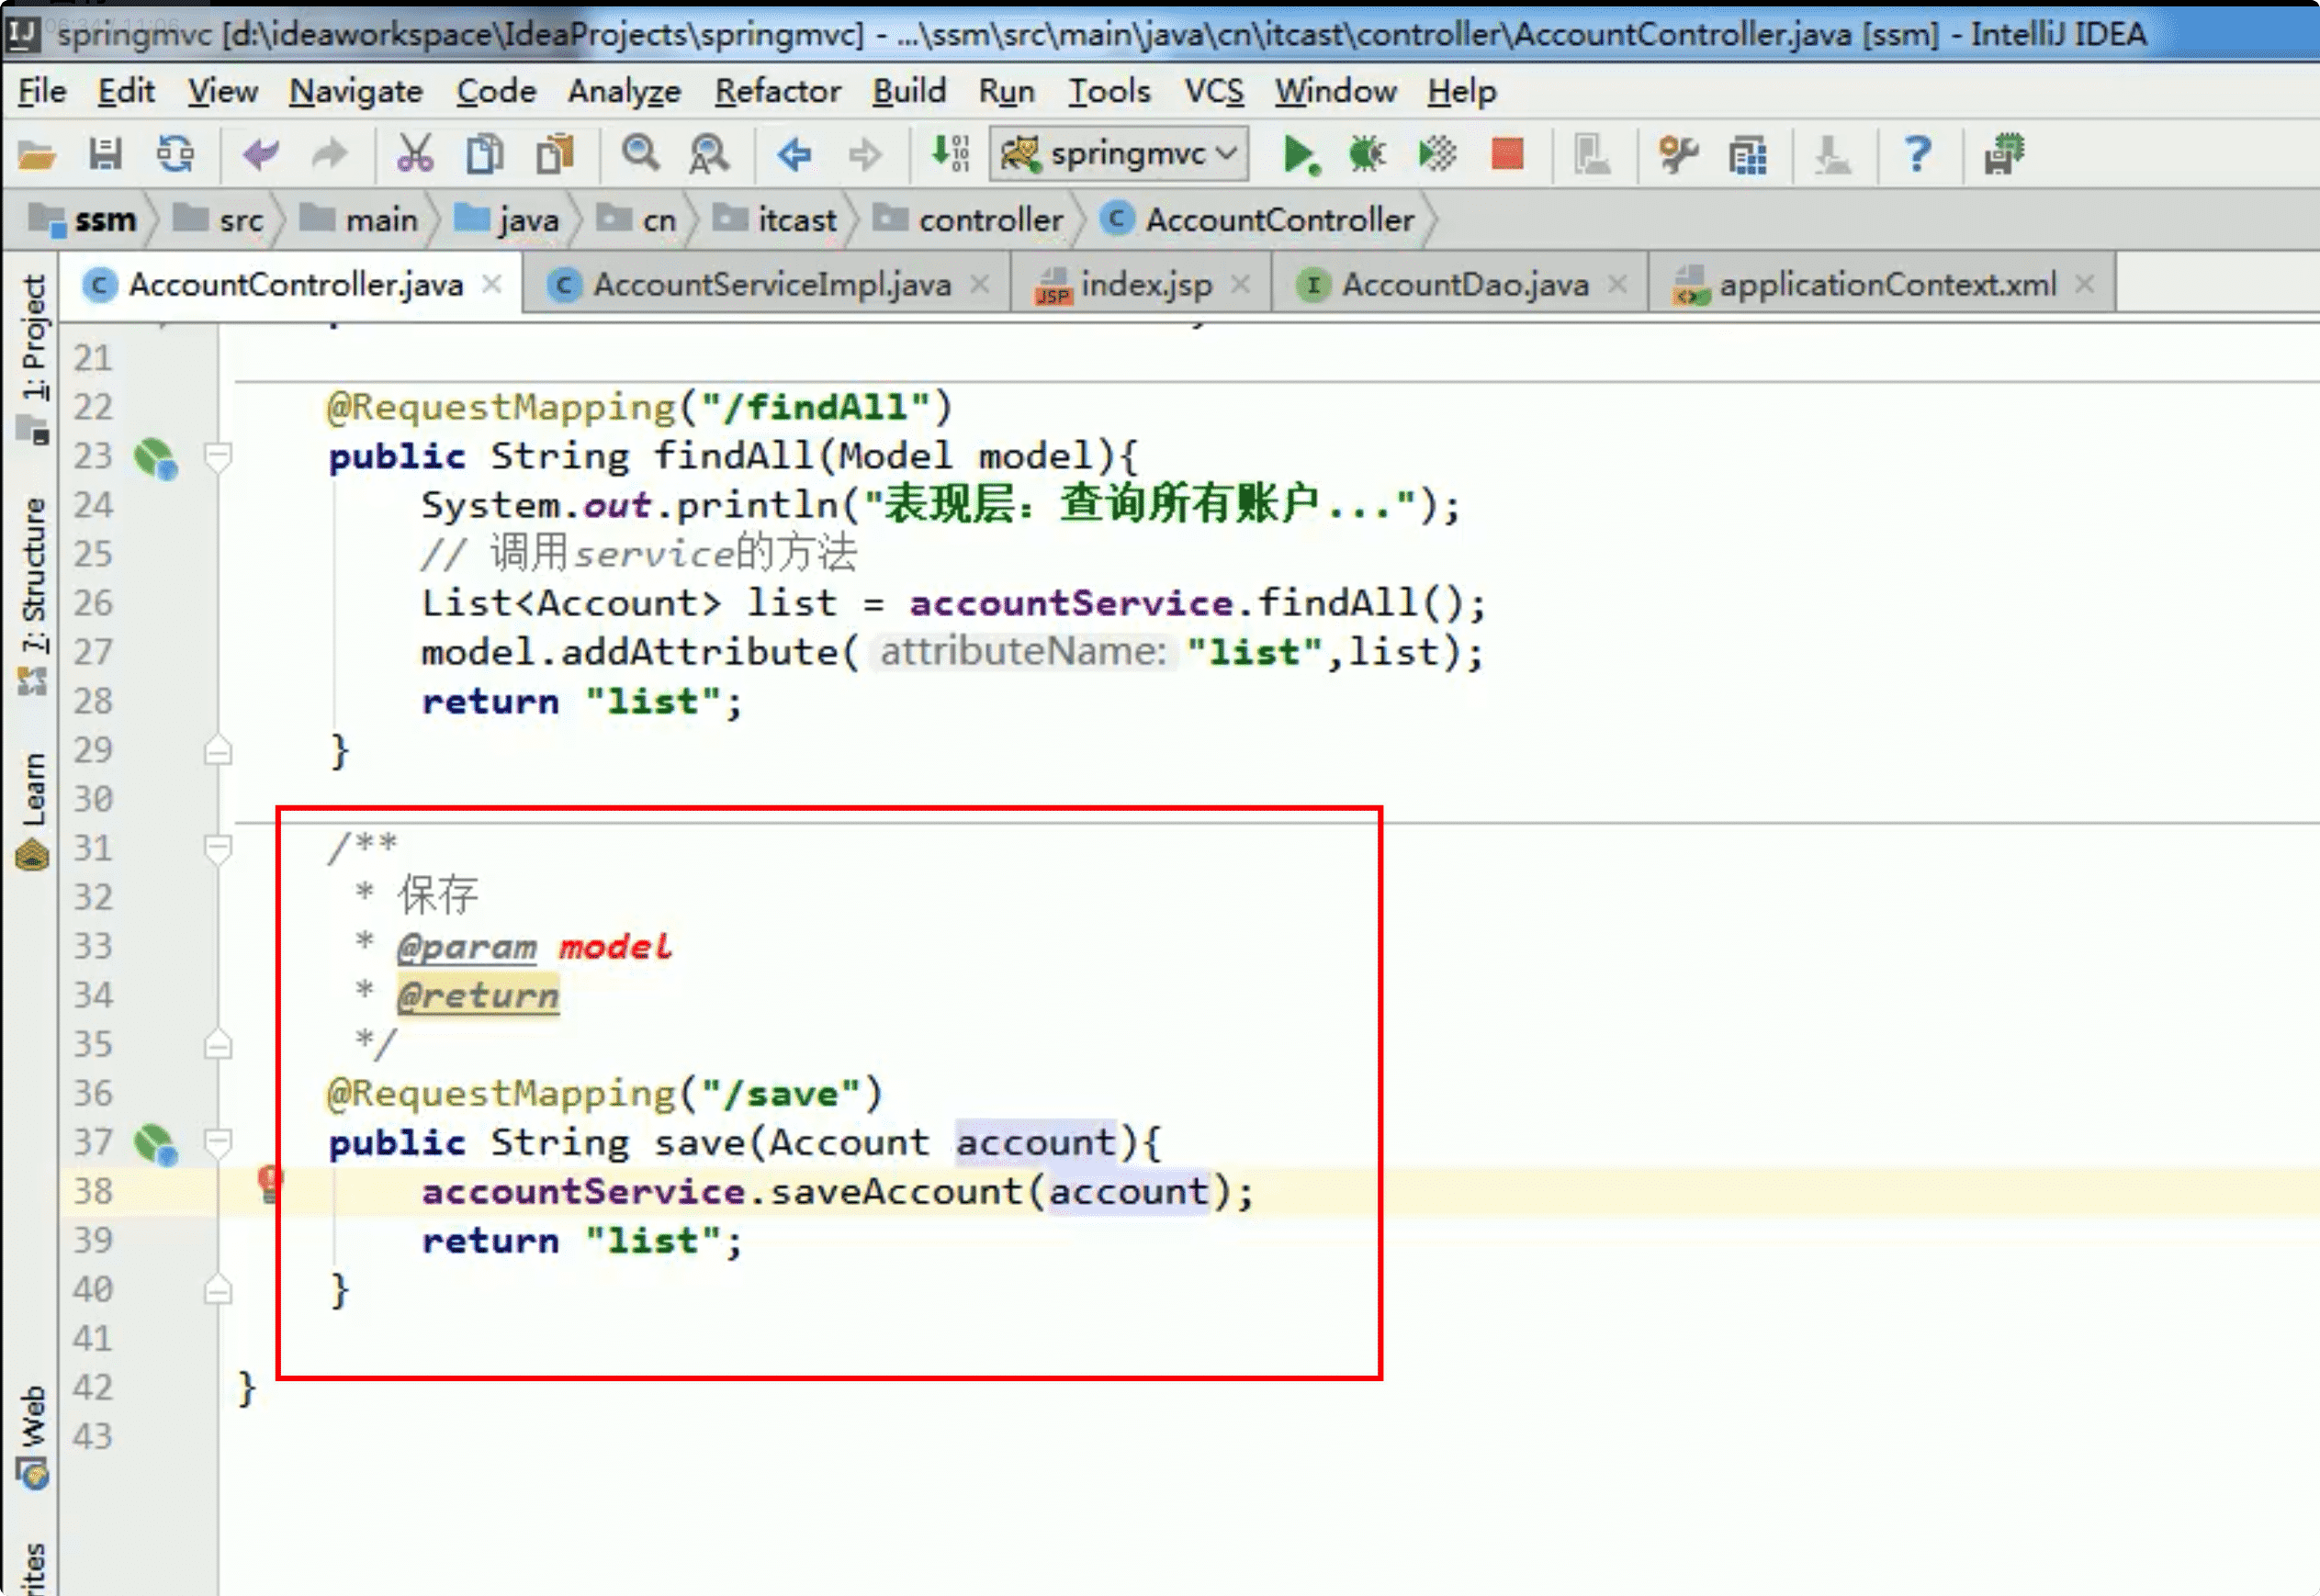 06:34 / 11:06
springmvc [d:\ideaworkspace\IdeaProjects\springmvc] - ...\ssm\src\main\java\cn\itcast\controller\AccountController.java [ssm] - IntelliJ IDEA
File Edit View Navigate Code Analyze Refactor Build Run Tools VCS Window Help
springmvc
ssm src main java cn itcast controller AccountController
AccountController.java AccountServiceImpl.java index.jsp AccountDao.java applicationContext.xml
1: Project
7: Structure
Learn
Web
21
22 @RequestMapping("/findAll")
23 public String findAll(Model model){
24 System.out.println("表现层：查询所有账户...");
25 // 调用service的方法
26 List<Account> list = accountService.findAll();
27 model.addAttribute( attributeName: "list",list);
28 return "list";
29 }
30
31 /**
32 * 保存
33 * @param model
34 * @return
35 */
36 @RequestMapping("/save")
37 public String save(Account account){
38 accountService.saveAccount(account);
39 return "list";
40 }
41
42 }
43